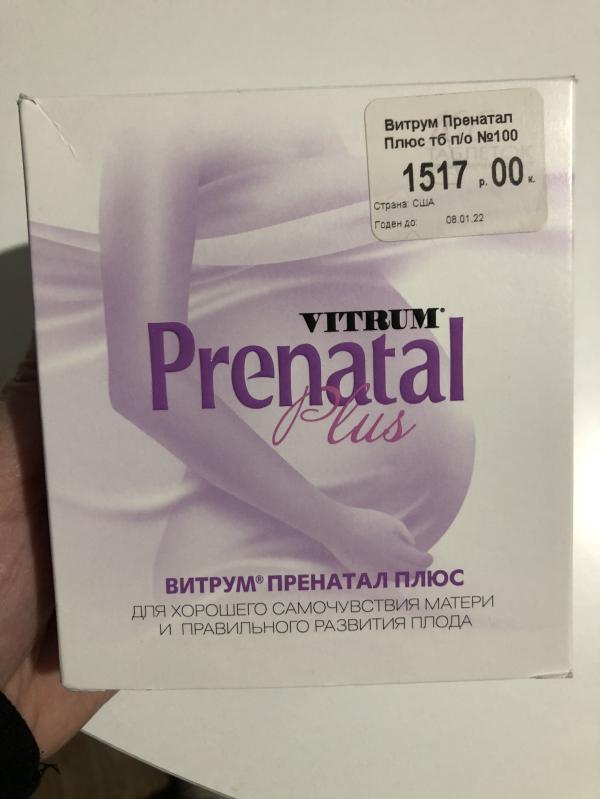 Витрум Пренатал
Плюс тб п/о №100
1517 р. 00 к.
Страна: США
Годен до: 08.01.22
VITRUM®
Prenatal
Plus
ВИТРУМ® ПРЕНАТАЛ ПЛЮС
ДЛЯ ХОРОШЕГО САМОЧУВСТВИЯ МАТЕРИ
И ПРАВИЛЬНОГО РАЗВИТИЯ ПЛОДА